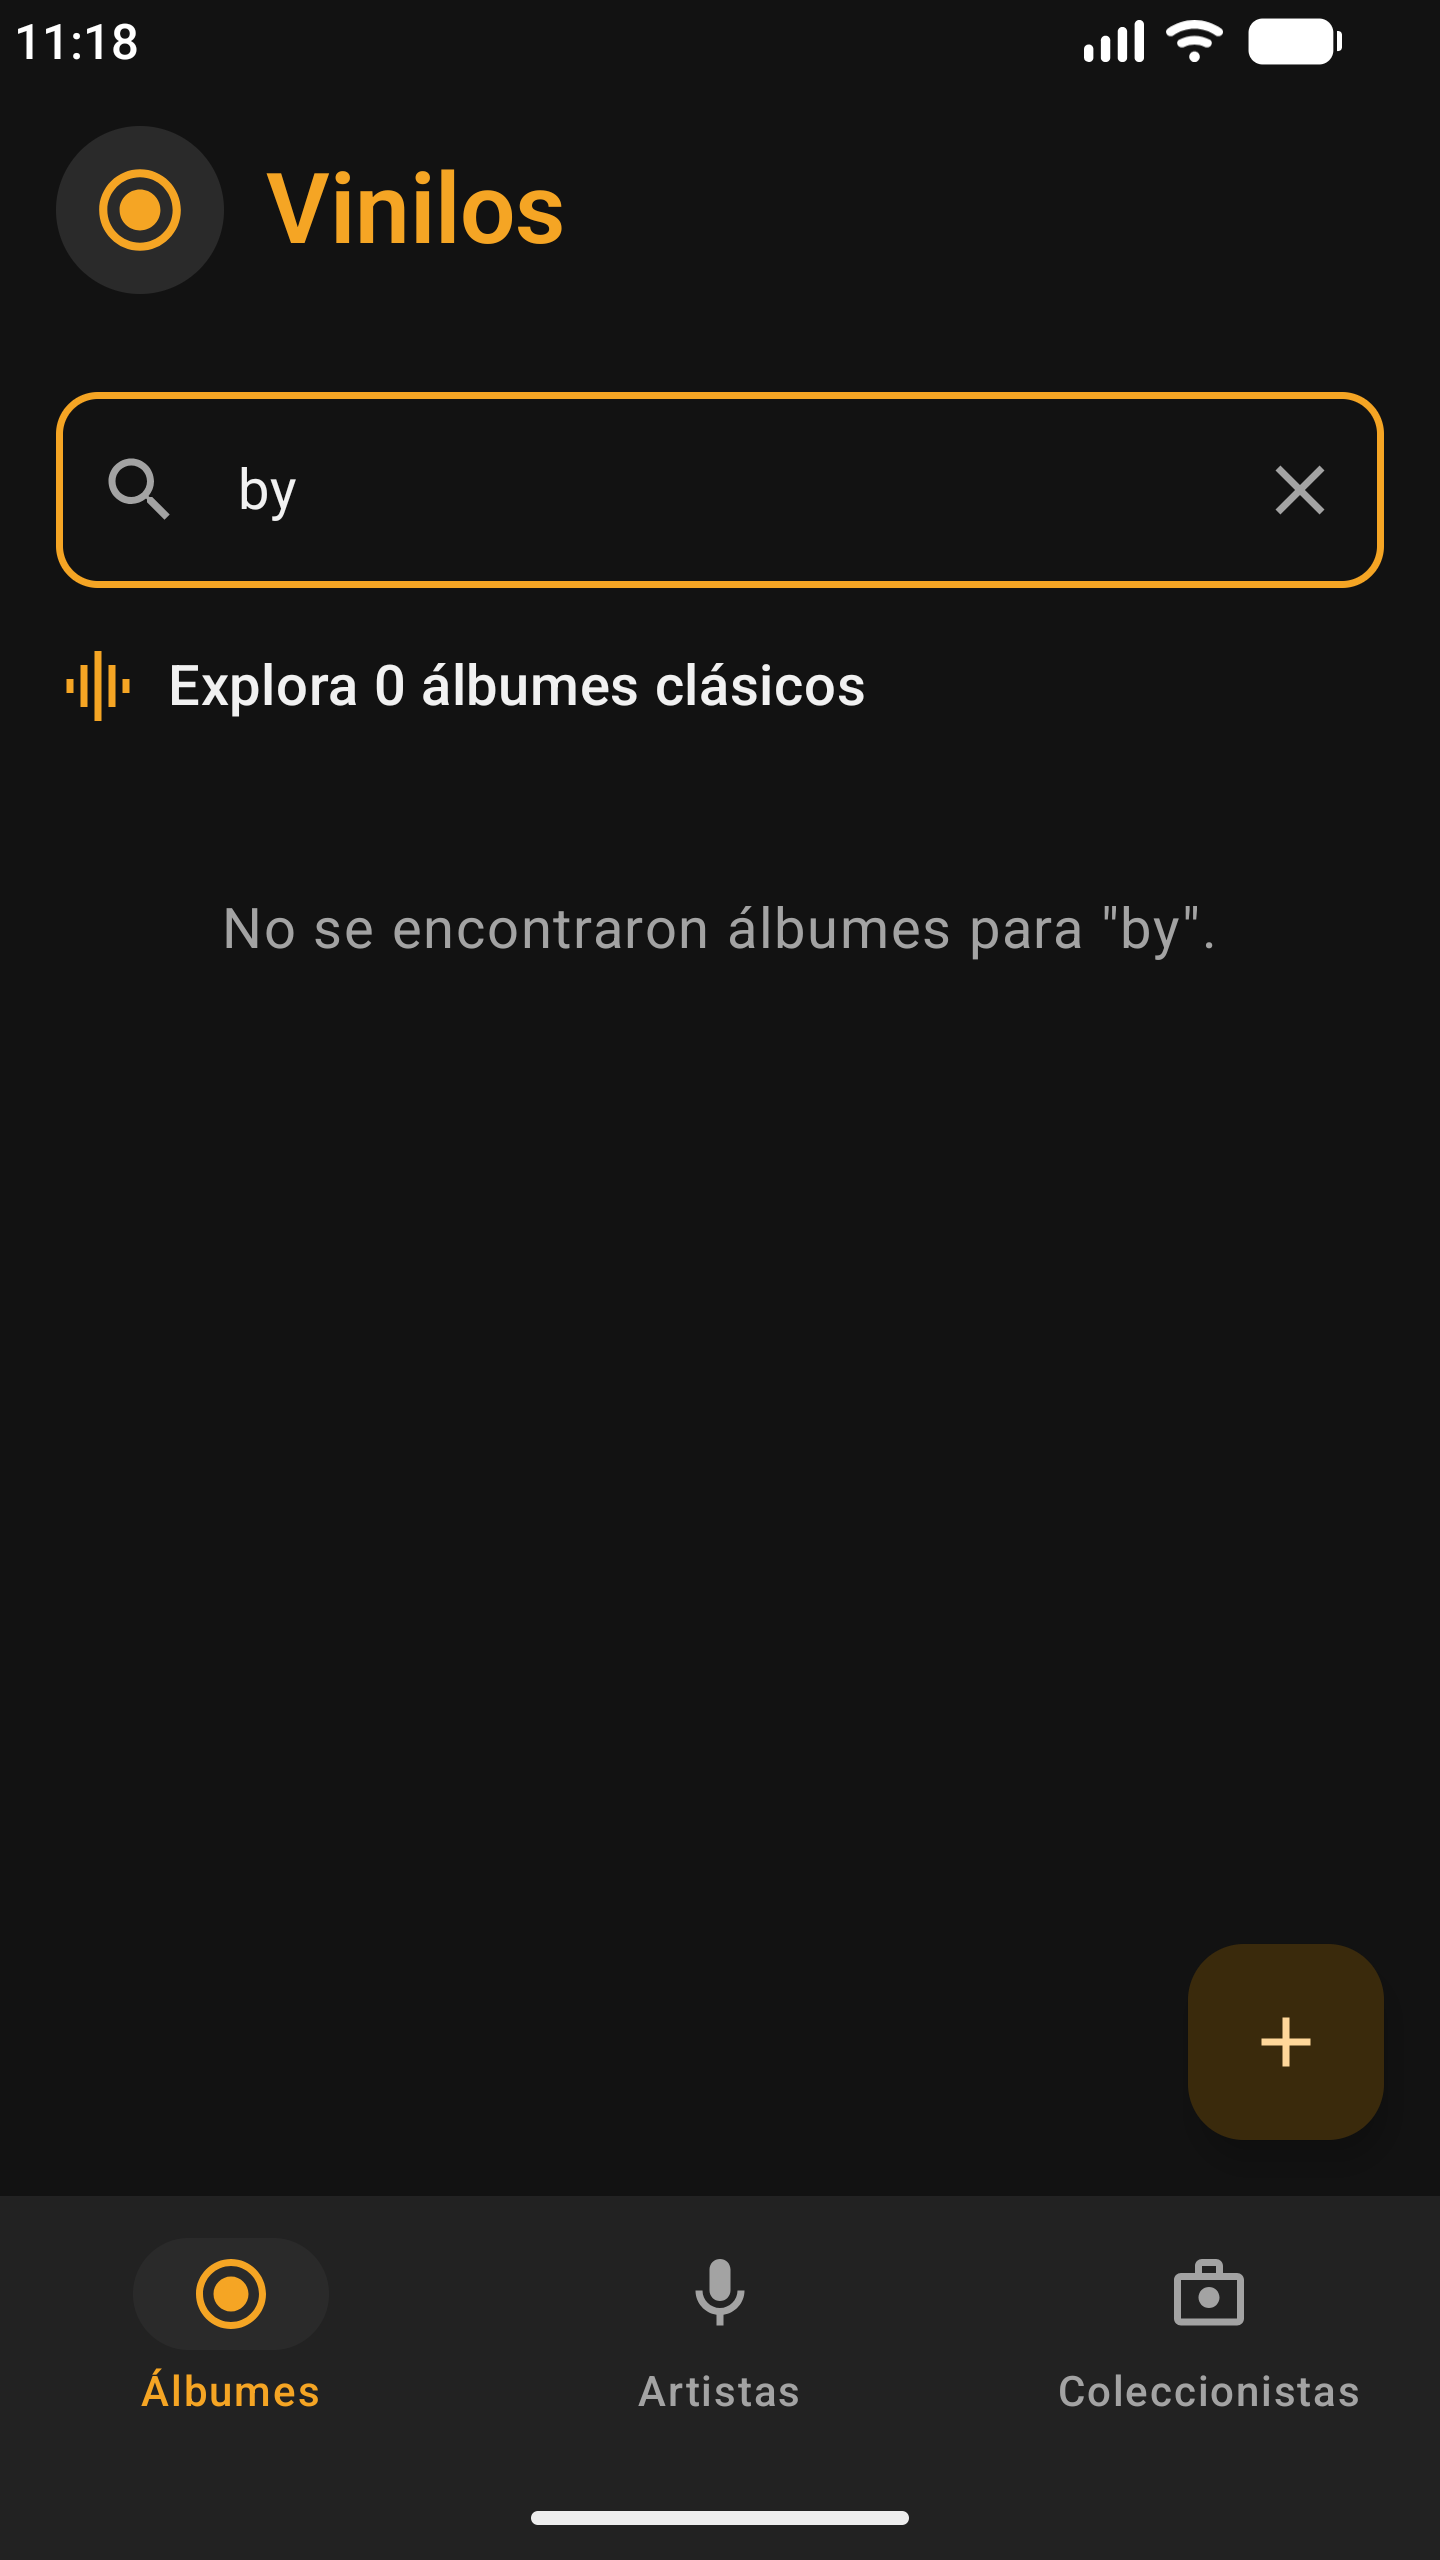 11:18
Vinilos
by
Explora 0 álbumes clásicos
No se encontraron álbumes para "by".
Álbumes
Artistas
Coleccionistas